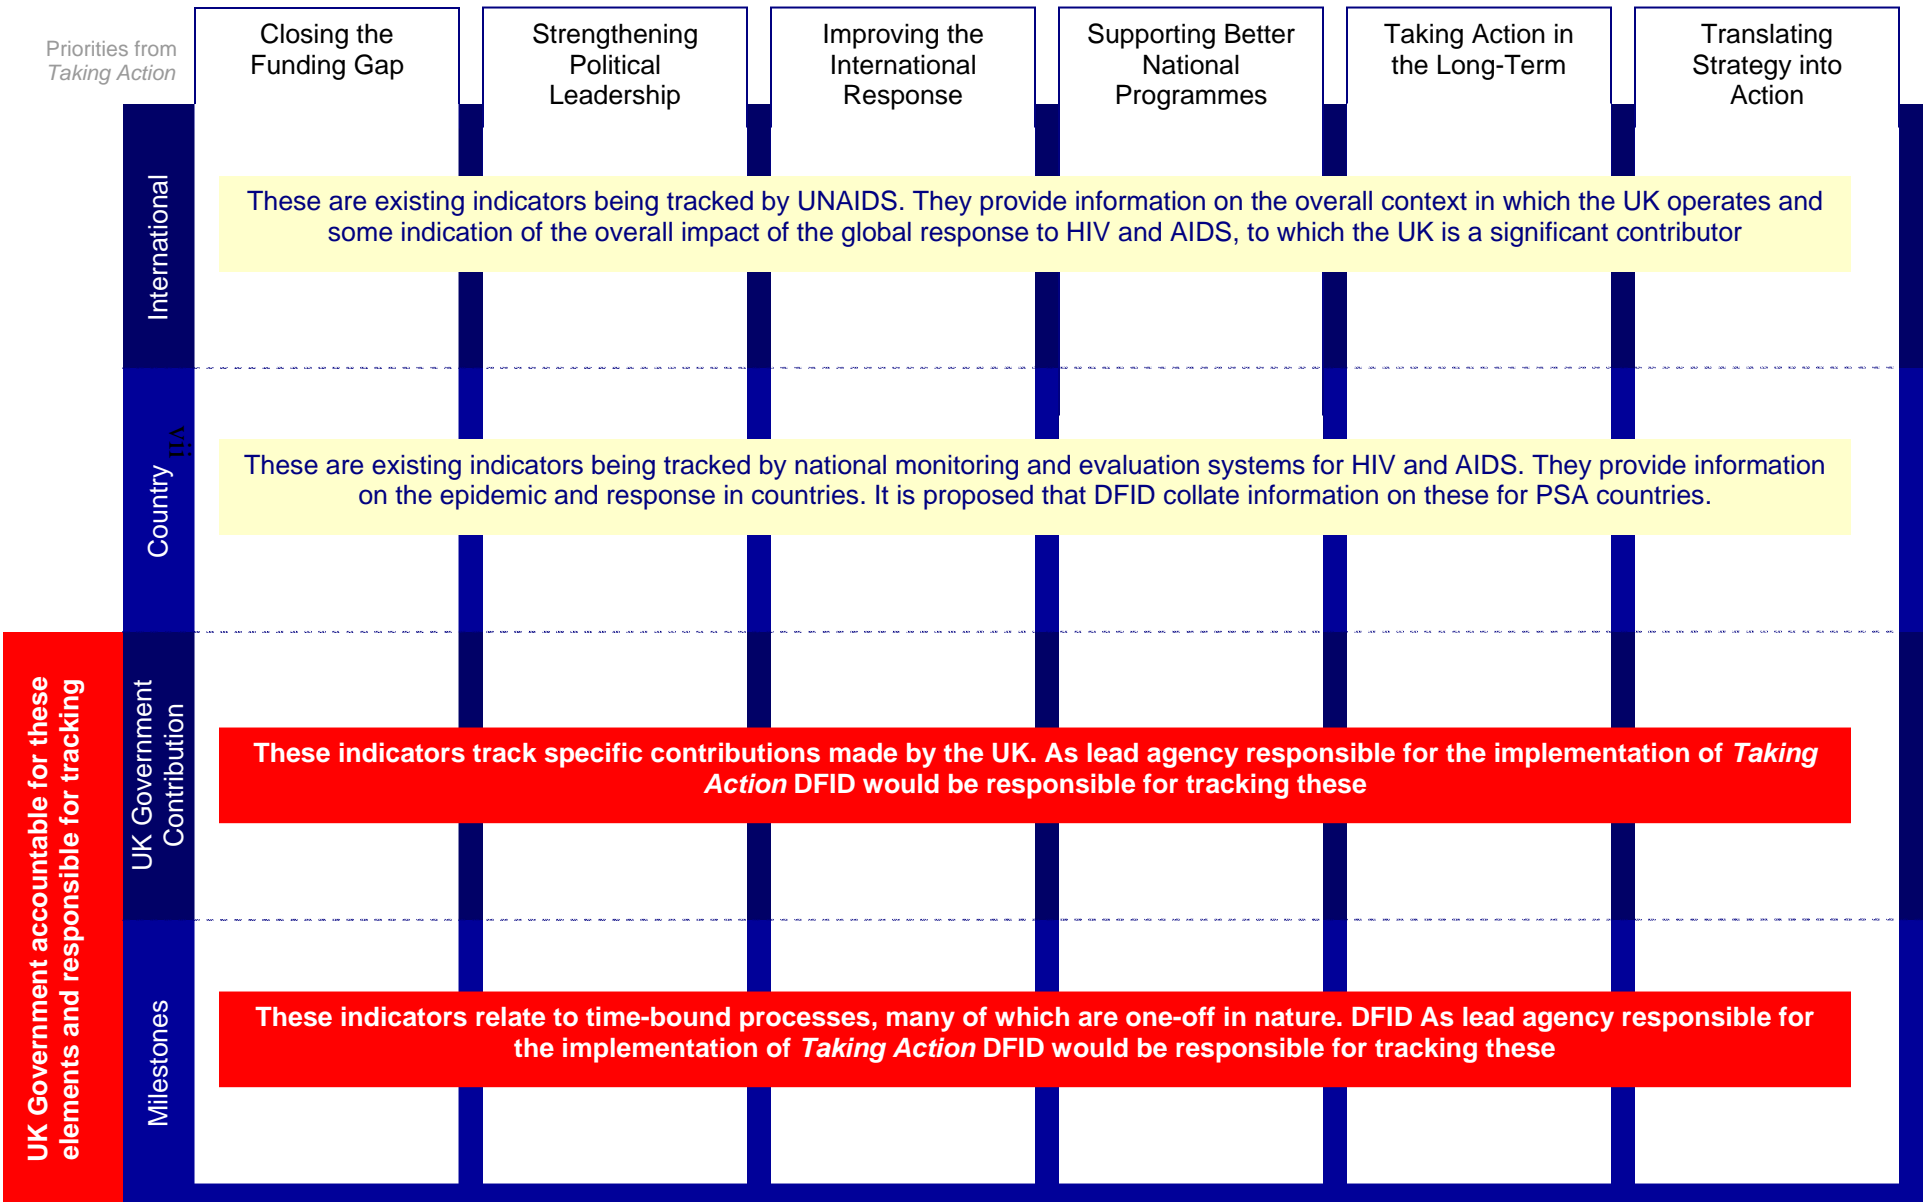 Priorities from
Taking Action
Closing the
Funding Gap
Strengthening
Political
Leadership
Improving the
International
Response
Supporting Better
National
Programmes
Taking Action in
the Long-Term
Translating
Strategy into
Action
International
These are existing indicators being tracked by UNAIDS. They provide information on the overall context in which the UK operates and
some indication of the overall impact of the global response to HIV and AIDS, to which the UK is a significant contributor
vii
Country
These are existing indicators being tracked by national monitoring and evaluation systems for HIV and AIDS. They provide information
on the epidemic and response in countries. It is proposed that DFID collate information on these for PSA countries.
UK Government accountable for these
elements and responsible for tracking
UK Government
Contribution
These indicators track specific contributions made by the UK. As lead agency responsible for the implementation of Taking
Action DFID would be responsible for tracking these
Milestones
These indicators relate to time-bound processes, many of which are one-off in nature. DFID As lead agency responsible for
the implementation of Taking Action DFID would be responsible for tracking these